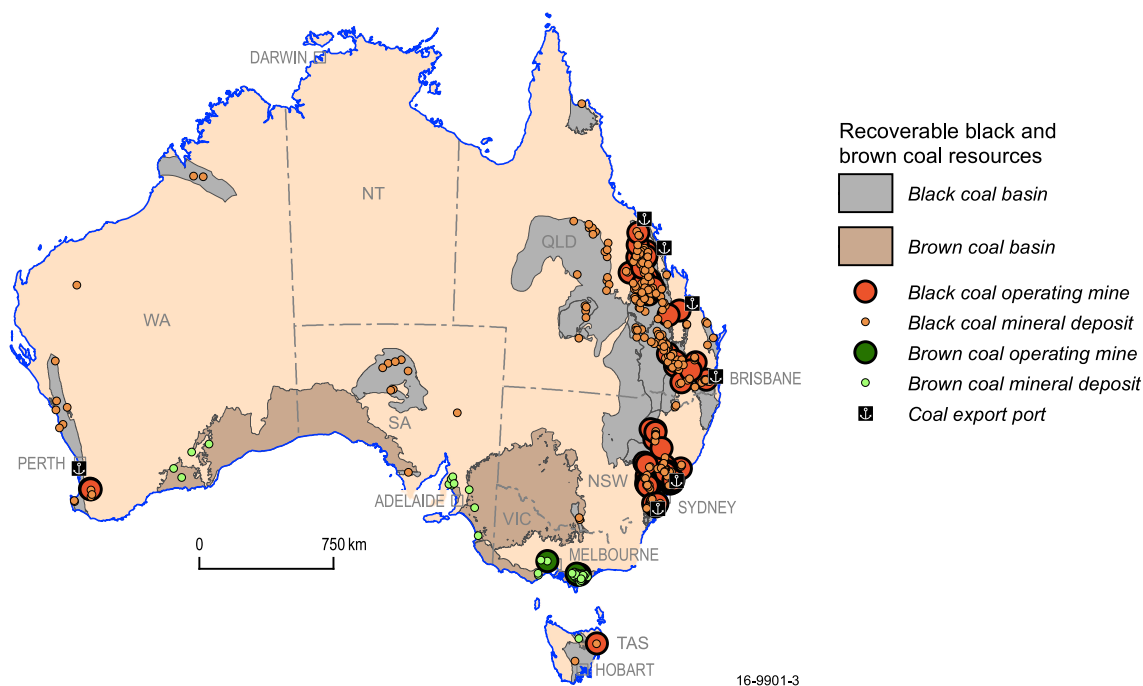 DARWIN
NT
QLD
WA
BRISBANE
SA
PERTH
NSW
ADELAIDE
SYDNEY
VIC
0 750 km
MELBOURNE
TAS
HOBART
16-9901-3
Recoverable black and
brown coal resources
Black coal basin
Brown coal basin
Black coal operating mine
Black coal mineral deposit
Brown coal operating mine
Brown coal mineral deposit
Coal export port